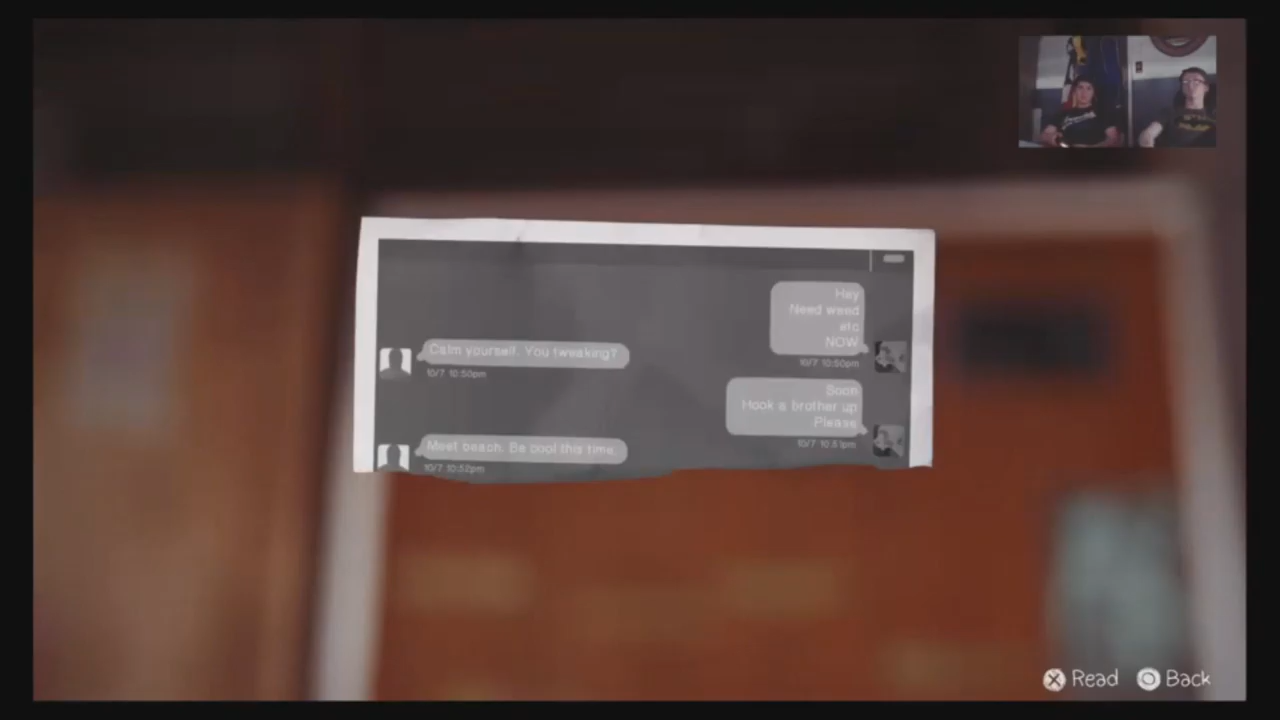 Hey
Need weed
etc
NOW
10/7 10:50pm
Calm yourself. You tweaking?
10/7 10:50pm
Soon
Hook a brother up
Please
10/7 10:51pm
Meet beach. Be cool this time.
10/7 10:52pm
Read
Back